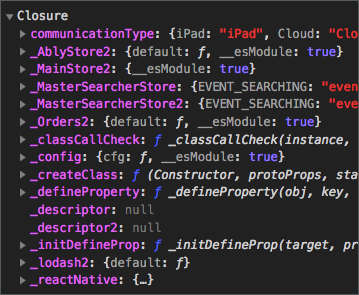 ▼ Closure
▶ communicationType: {iPad: "iPad", Cloud: "Clo
▶ _AblyStore2: {default: ƒ, __esModule: true}
▶ _MainStore2: {__esModule: true}
▶ _MasterSearcherStore: {EVENT_SEARCHING: "even
▶ _MasterSearcherStore2: {EVENT_SEARCHING: "eve
▶ _Orders2: {default: ƒ, __esModule: true}
▶ _classCallCheck: ƒ _classCallCheck(instance,
▶ _config: {cfg: ƒ, __esModule: true}
▶ _createClass: ƒ (Constructor, protoProps, sta
▶ _defineProperty: ƒ _defineProperty(obj, key,
_descriptor: null
_descriptor2: null
▶ _initDefineProp: ƒ _initDefineProp(target, pr
▶ _lodash2: {default: ƒ}
▶ _reactNative: {…}